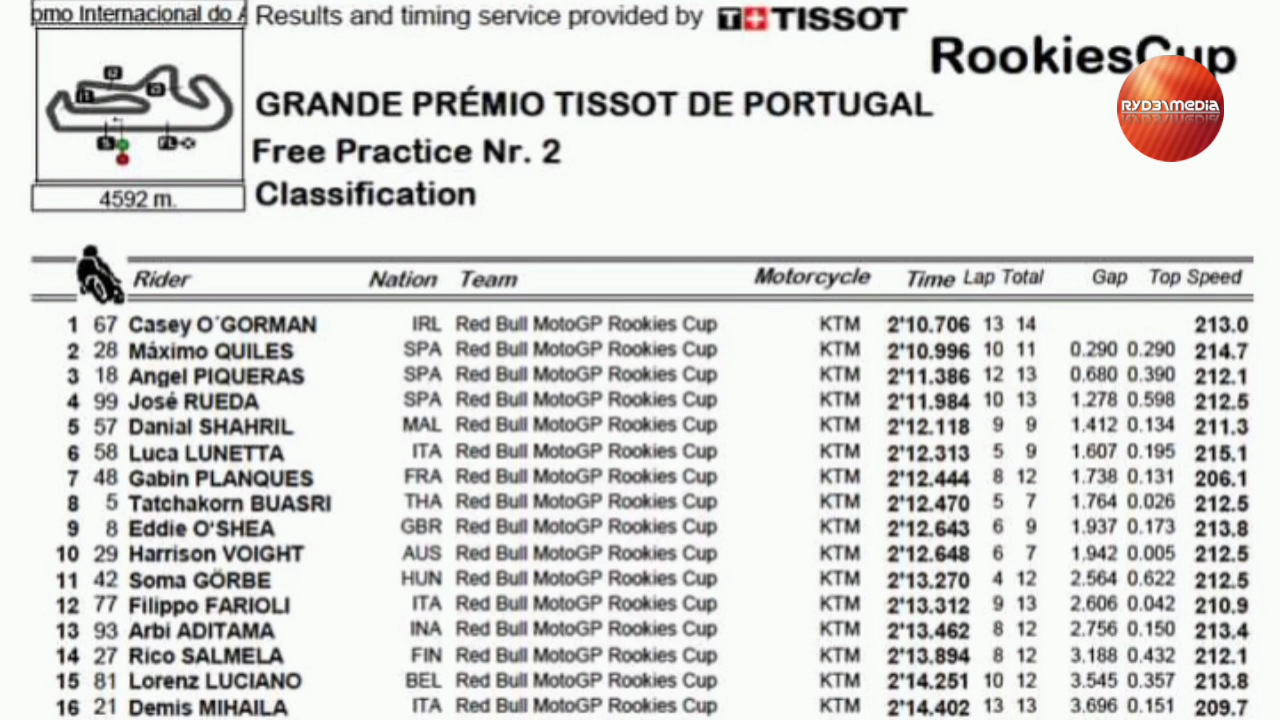 omo Internacional do A
Results and timing service provided by T+ TISSOT
RookiesCup
RYD3RMEDIA
GRANDE PRÉMIO TISSOT DE PORTUGAL
Free Practice Nr. 2
Classification
4592 m.
Rider Nation Team Motorcycle Time Lap Total Gap Top Speed
1 67 Casey O´GORMAN IRL Red Bull MotoGP Rookies Cup KTM 2'10.706 13 14 213.0
2 28 Máximo QUILES SPA Red Bull MotoGP Rookies Cup KTM 2'10.996 10 11 0.290 0.290 214.7
3 18 Angel PIQUERAS SPA Red Bull MotoGP Rookies Cup KTM 2'11.386 12 13 0.680 0.390 212.1
4 99 José RUEDA SPA Red Bull MotoGP Rookies Cup KTM 2'11.984 10 13 1.278 0.598 212.5
5 57 Danial SHAHRIL MAL Red Bull MotoGP Rookies Cup KTM 2'12.118 9 9 1.412 0.134 211.3
6 58 Luca LUNETTA ITA Red Bull MotoGP Rookies Cup KTM 2'12.313 5 9 1.607 0.195 215.1
7 48 Gabin PLANQUES FRA Red Bull MotoGP Rookies Cup KTM 2'12.444 8 12 1.738 0.131 206.1
8 5 Tatchakorn BUASRI THA Red Bull MotoGP Rookies Cup KTM 2'12.470 5 7 1.764 0.026 212.5
9 8 Eddie O'SHEA GBR Red Bull MotoGP Rookies Cup KTM 2'12.643 6 9 1.937 0.173 213.8
10 29 Harrison VOIGHT AUS Red Bull MotoGP Rookies Cup KTM 2'12.648 6 7 1.942 0.005 212.5
11 42 Soma GÖRBE HUN Red Bull MotoGP Rookies Cup KTM 2'13.270 4 12 2.564 0.622 212.5
12 77 Filippo FARIOLI ITA Red Bull MotoGP Rookies Cup KTM 2'13.312 9 13 2.606 0.042 210.9
13 93 Arbi ADITAMA INA Red Bull MotoGP Rookies Cup KTM 2'13.462 8 12 2.756 0.150 213.4
14 27 Rico SALMELA FIN Red Bull MotoGP Rookies Cup KTM 2'13.894 8 12 3.188 0.432 212.1
15 81 Lorenz LUCIANO BEL Red Bull MotoGP Rookies Cup KTM 2'14.251 10 12 3.545 0.357 213.8
16 21 Demis MIHAILA ITA Red Bull MotoGP Rookies Cup KTM 2'14.402 13 13 3.696 0.151 209.7